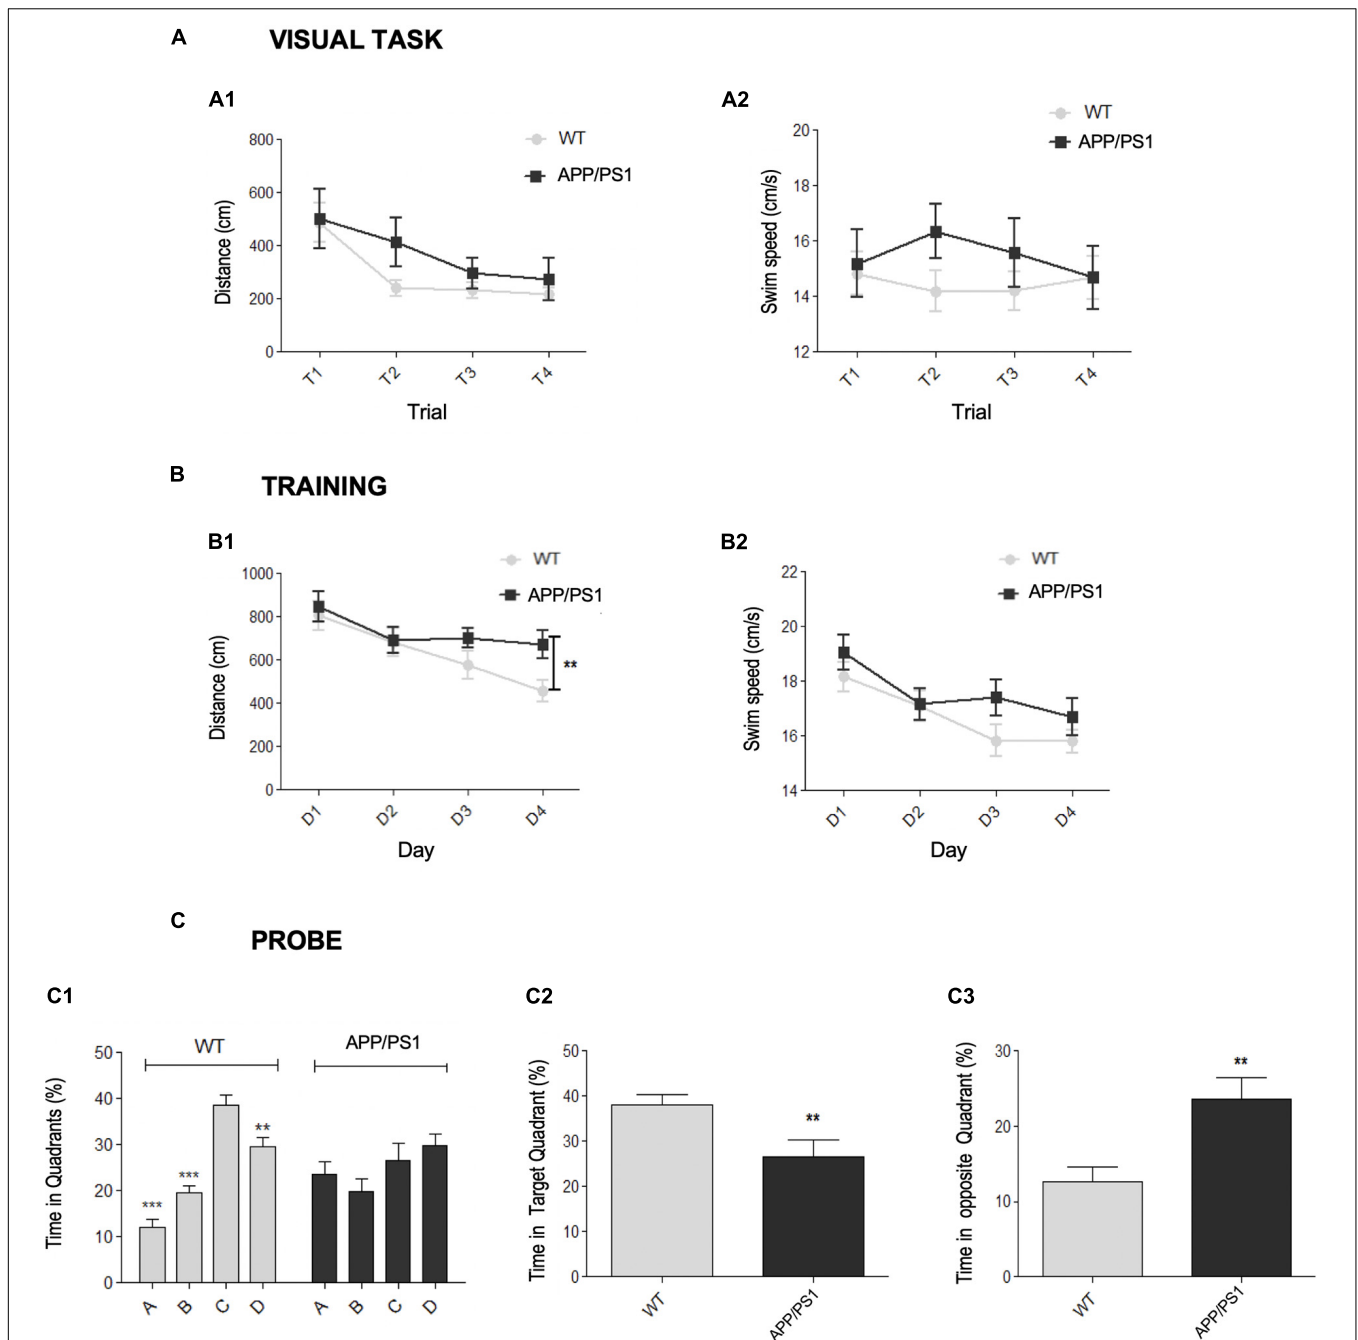 A VISUAL TASK
A1
WT
APP/PS1
800
600
400
200
0
Distance (cm)
T1 T2 T3 T4
Trial
A2
WT
APP/PS1
20
18
16
14
12
Swim speed (cm/s)
T1 T2 T3 T4
Trial
B TRAINING
B1
WT
APP/PS1
1000
800
600
400
200
0
Distance (cm)
**
D1 D2 D3 D4
Day
B2
WT
APP/PS1
22
20
18
16
14
Swim speed (cm/s)
D1 D2 D3 D4
Day
C PROBE
C1
WT APP/PS1
50
40
30
20
10
0
Time in Quadrants (%)
*** *** **
A B C D A B C D
C2
50
40
30
20
10
0
Time in Target Quadrant (%)
**
WT APP/PS1
C3
30
20
10
0
Time in opposite Quadrant (%)
**
WT APP/PS1